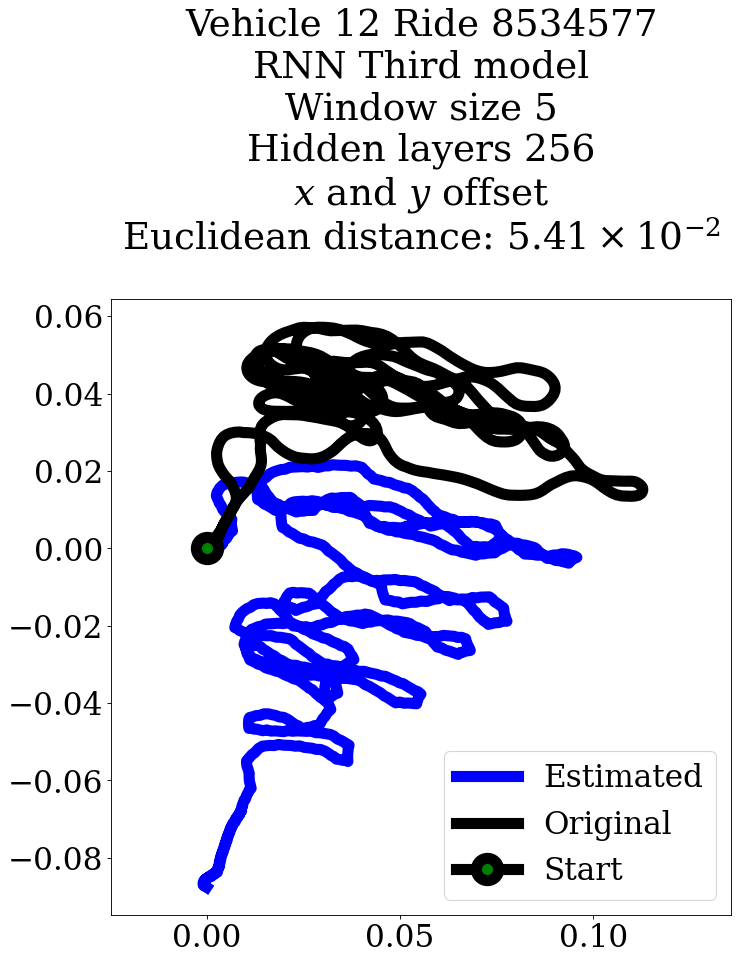 Vehicle 12 Ride 8534577
RNN Third model
Window size 5
Hidden layers 256
x and y offset
Euclidean distance: 5.41 × 10⁻²
0.06
0.04
0.02
0.00
−0.02
−0.04
−0.06
−0.08
Estimated
Original
Start
0.00 0.05 0.10